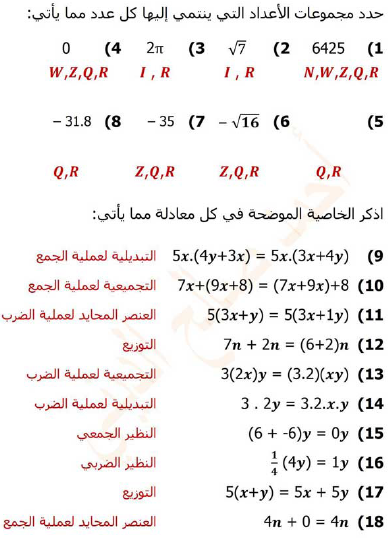 حدد مجموعات الأعداد التي ينتمي إليها كل عدد مما يأتي:
1) 6425 2) √7 3) 2π 4) 0
N,W,Z,Q,R I , R I , R W,Z,Q,R
5) 6) − √16 7) − 35 8) − 31.8
Q,R Z,Q,R Z,Q,R Q,R
اذكر الخاصية الموضحة في كل معادلة مما يأتي:
9) 5x.(4y+3x) = 5x.(3x+4y) التبديلية لعملية الجمع
10) 7x+(9x+8) = (7x+9x)+8 التجميعية لعملية الجمع
11) 5(3x+y) = 5(3x+1y) العنصر المحايد لعملية الضرب
12) 7n + 2n = (6+2)n التوزيع
13) 3(2x)y = (3.2)(xy) التجميعية لعملية الضرب
14) 3 . 2y = 3.2.x.y التبديلية لعملية الضرب
15) (6 + -6)y = 0y النظير الجمعي
16) 1/4 (4y) = 1y النظير الضربي
17) 5(x+y) = 5x + 5y التوزيع
18) 4n + 0 = 4n العنصر المحايد لعملية الجمع